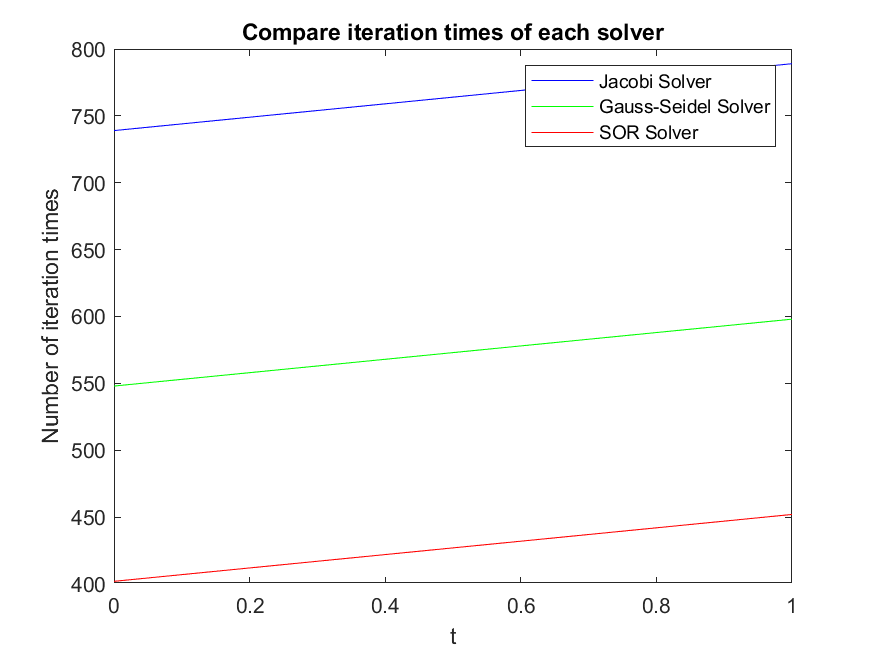 Compare iteration times of each solver
800
750
700
650
600
550
500
450
400
Number of iteration times
Jacobi Solver
Gauss-Seidel Solver
SOR Solver
0
0.2
0.4
0.6
0.8
1
t